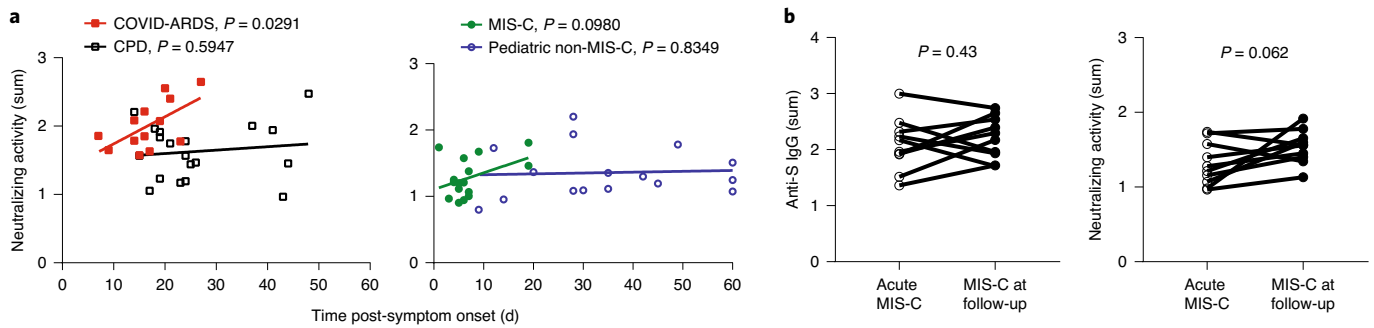 a
COVID-ARDS, P = 0.0291
CPD, P = 0.5947
Neutralizing activity (sum)
3
2
1
0
0 10 20 30 40 50 60
MIS-C, P = 0.0980
Pediatric non-MIS-C, P = 0.8349
3
2
1
0
0 10 20 30 40 50 60
Time post-symptom onset (d)
b
P = 0.43
Anti-S IgG (sum)
4
3
2
1
0
Acute
MIS-C
MIS-C at
follow-up
P = 0.062
Neutralizing activity (sum)
3
2
1
0
Acute
MIS-C
MIS-C at
follow-up